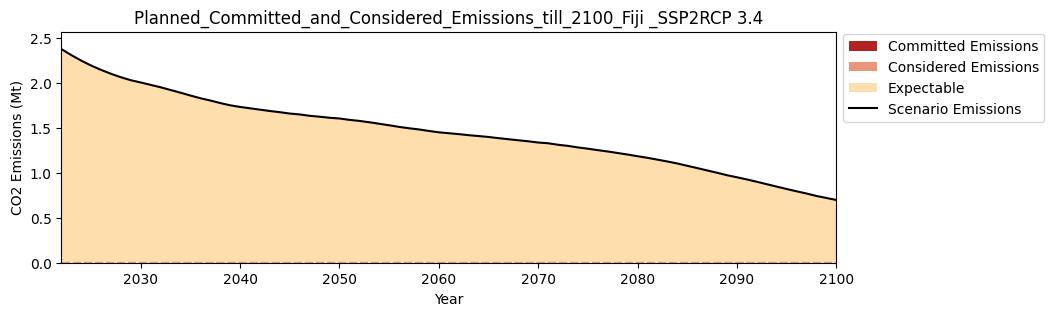 Planned_Committed_and_Considered_Emissions_till_2100_Fiji _SSP2RCP 3.4
2.5
2.0
1.5
1.0
0.5
0.0
CO2 Emissions (Mt)
2030 2040 2050 2060 2070 2080 2090 2100
Year
Committed Emissions
Considered Emissions
Expectable
Scenario Emissions